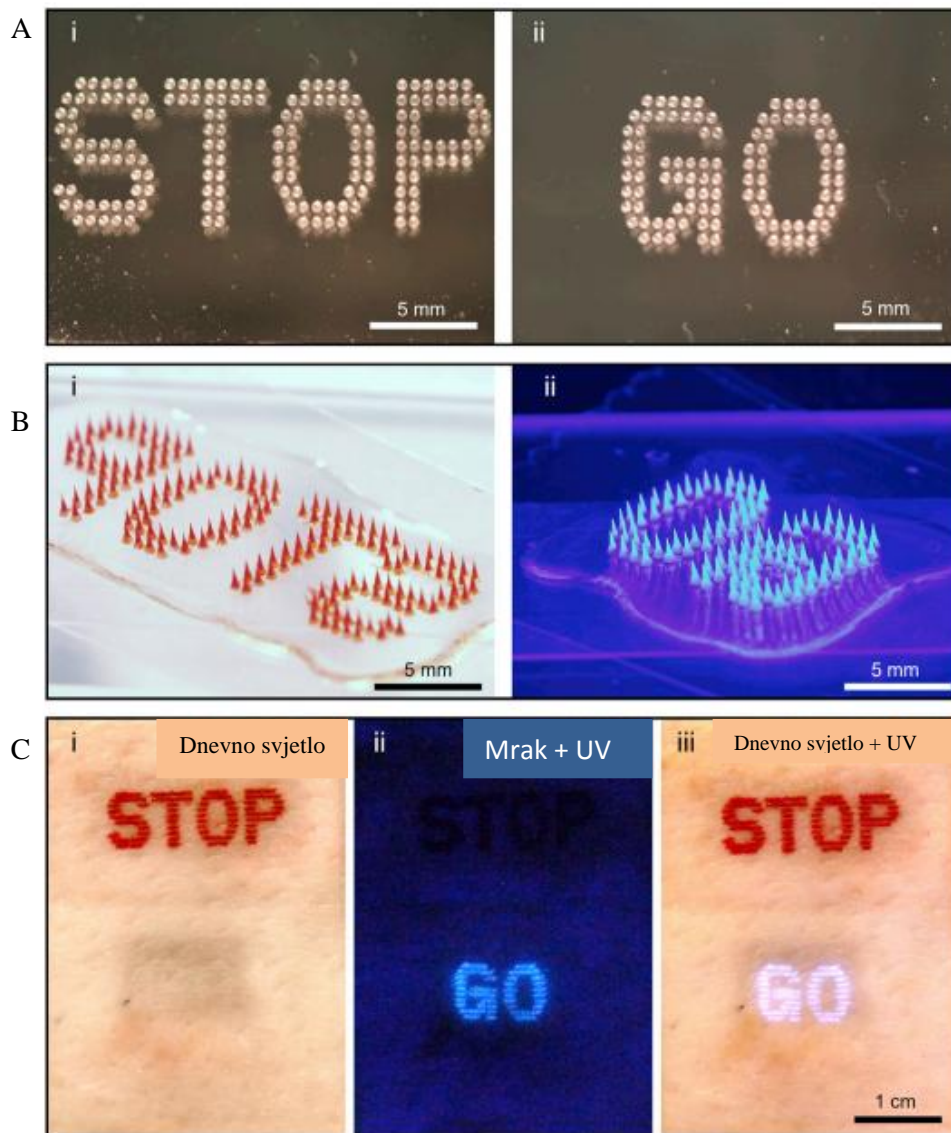 A
i
ii
STOP
GO
5 mm
5 mm
B
i
ii
5 mm
5 mm
C
i
Dnevno svjetlo
ii
Mrak + UV
iii
Dnevno svjetlo + UV
STOP
STOP
STOP
GO
GO
1 cm